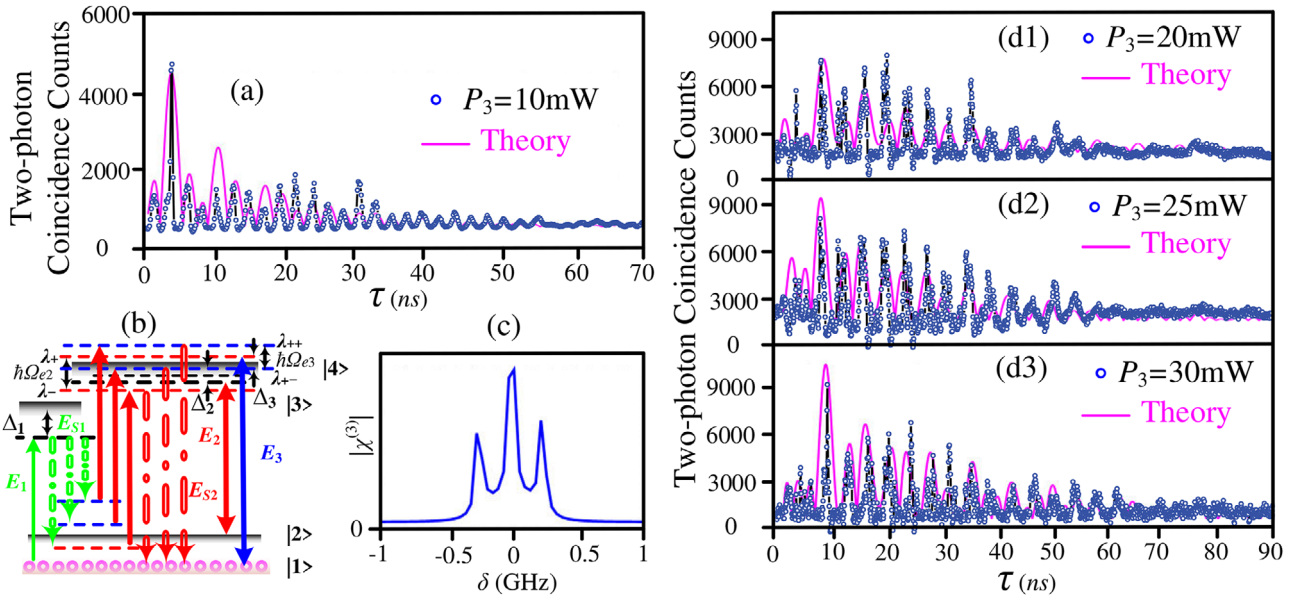 6000
4000
2000
0
Two-photon
Coincidence Counts
(a)
P3=10mW
Theory
0 10 20 30 40 50 60 70
τ (ns)
(b)
λ++
λ+
ħΩe3
ħΩe2
|4>
λ+−
λ−
Δ1
Δ2
Δ3
|3>
ES1
E2
E1
E3
ES2
|2>
|1>
(c)
|χ(3)|
0
-1 -0.5 0 0.5 1
δ (GHz)
Two-photon Coincidence Counts
9000
6000
3000
0
(d1)
P3=20mW
Theory
9000
6000
3000
0
(d2)
P3=25mW
Theory
9000
6000
3000
0
(d3)
P3=30mW
Theory
0 10 20 30 40 50 60 70 80 90
τ (ns)